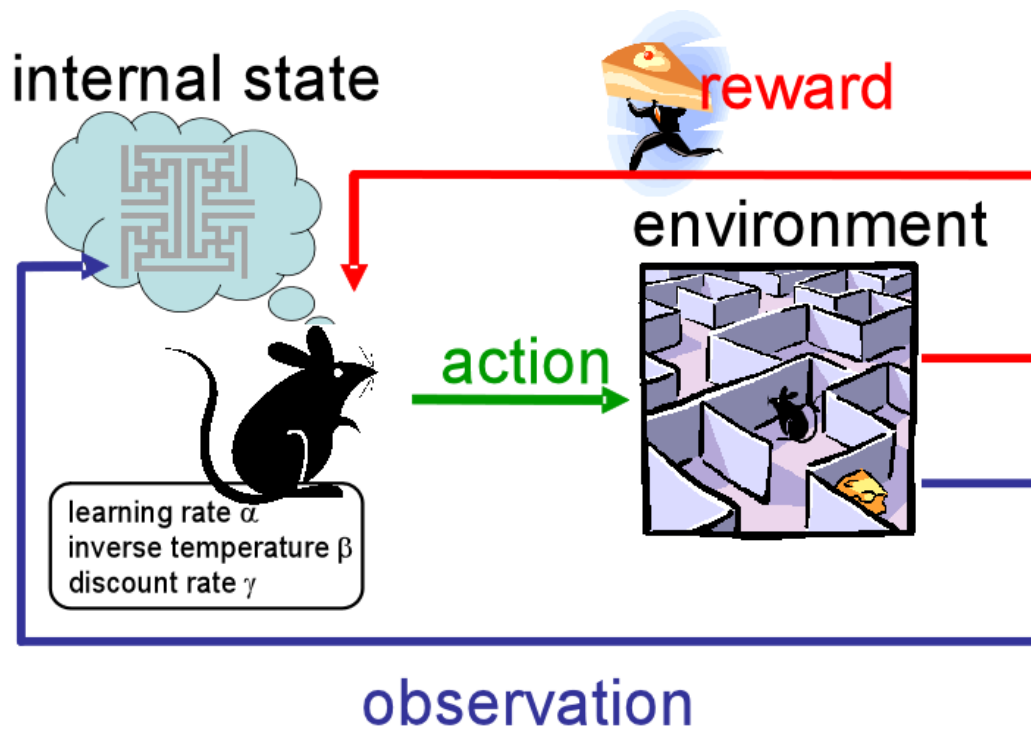 internal state
reward
environment
action
learning rate α
inverse temperature β
discount rate γ
observation